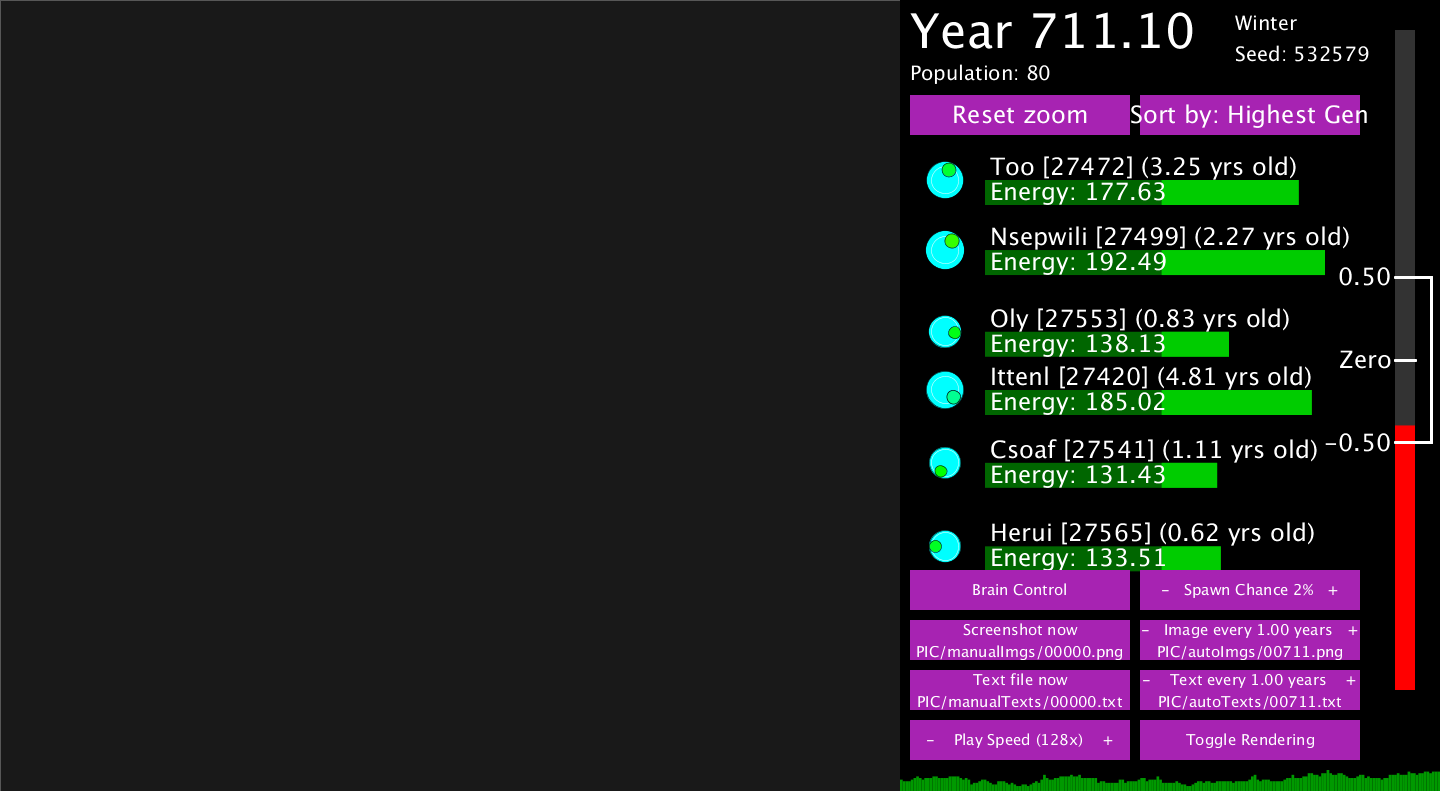 Year 711.10
Winter
Seed: 532579
Population: 80
Reset zoom
Sort by: Highest Gen
Too [27472] (3.25 yrs old)
Energy: 177.63
Nsepwili [27499] (2.27 yrs old)
Energy: 192.49
0.50
Oly [27553] (0.83 yrs old)
Energy: 138.13
Zero
Ittenl [27420] (4.81 yrs old)
Energy: 185.02
-0.50
Csoaf [27541] (1.11 yrs old)
Energy: 131.43
Herui [27565] (0.62 yrs old)
Energy: 133.51
Brain Control
- Spawn Chance 2% +
Screenshot now
PIC/manualImgs/00000.png
- Image every 1.00 years +
PIC/autoImgs/00711.png
Text file now
PIC/manualTexts/00000.txt
- Text every 1.00 years +
PIC/autoTexts/00711.txt
- Play Speed (128x) +
Toggle Rendering